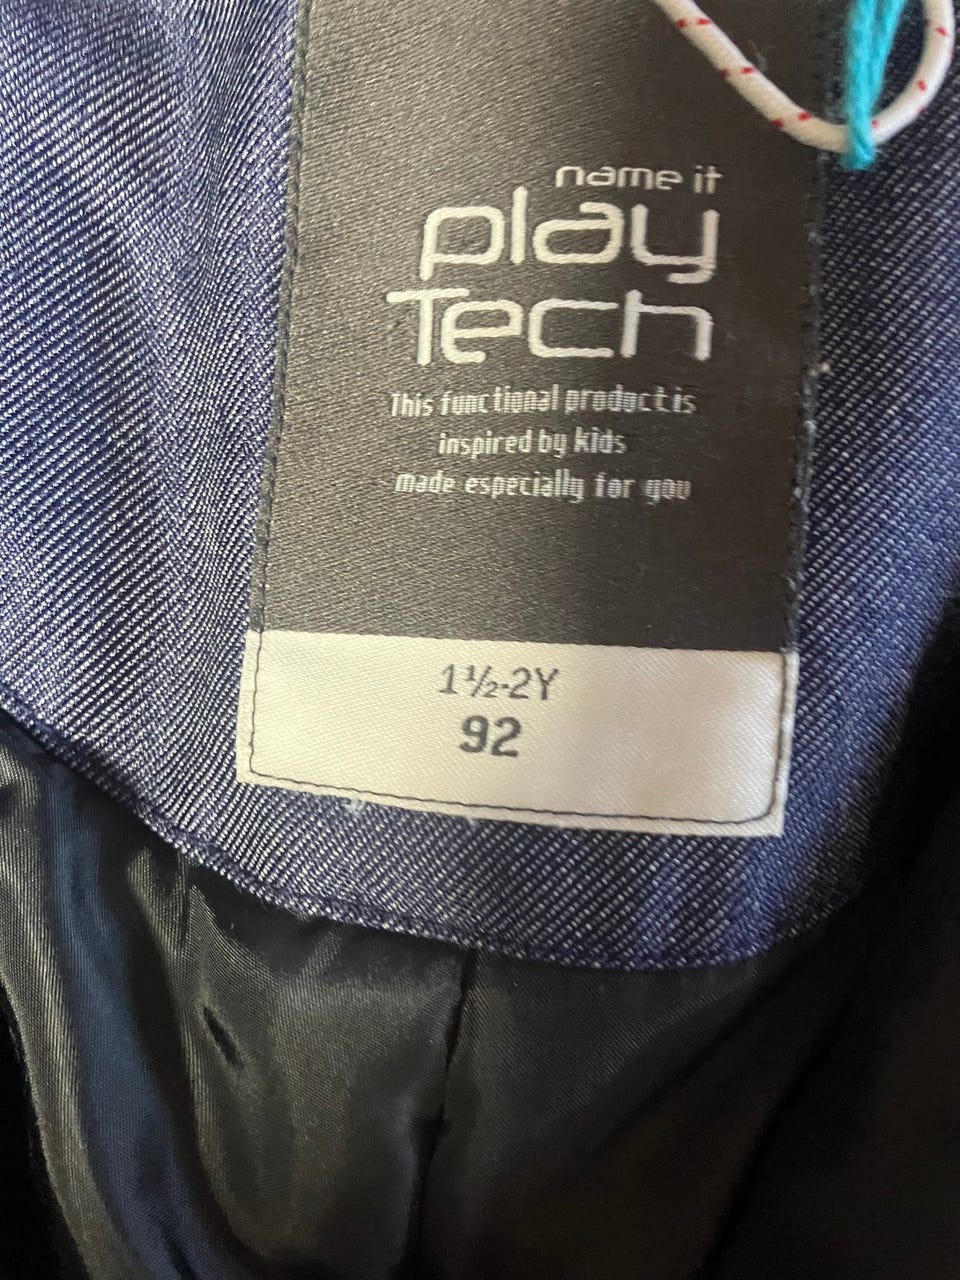 name it
play
Tech
This functional product is
inspired by kids
made especially for you
1½-2Y
92